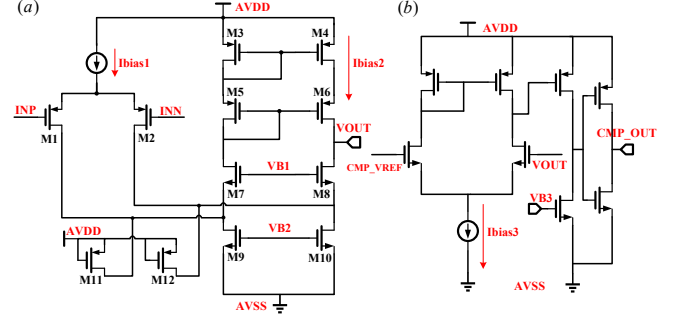 (a)
AVDD
(b)
AVDD
M3
M4
Ibias1
Ibias2
INP
INN
M1
M2
M5
M6
VOUT
CMP_OUT
VB1
CMP_VREF
VOUT
M7
M8
VB3
AVDD
VB2
Ibias3
M9
M10
M11
M12
AVSS
AVSS